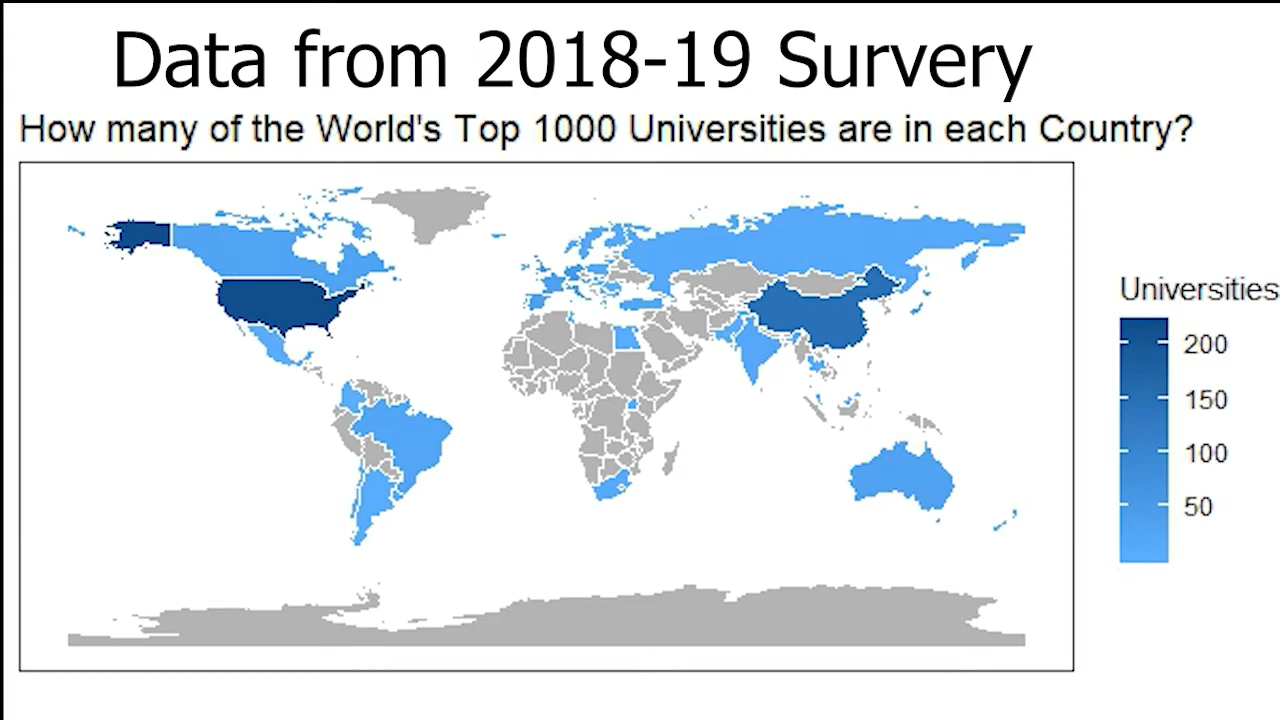 Data from 2018-19 Survery
How many of the World's Top 1000 Universities are in each Country?
Universities
200
150
100
50